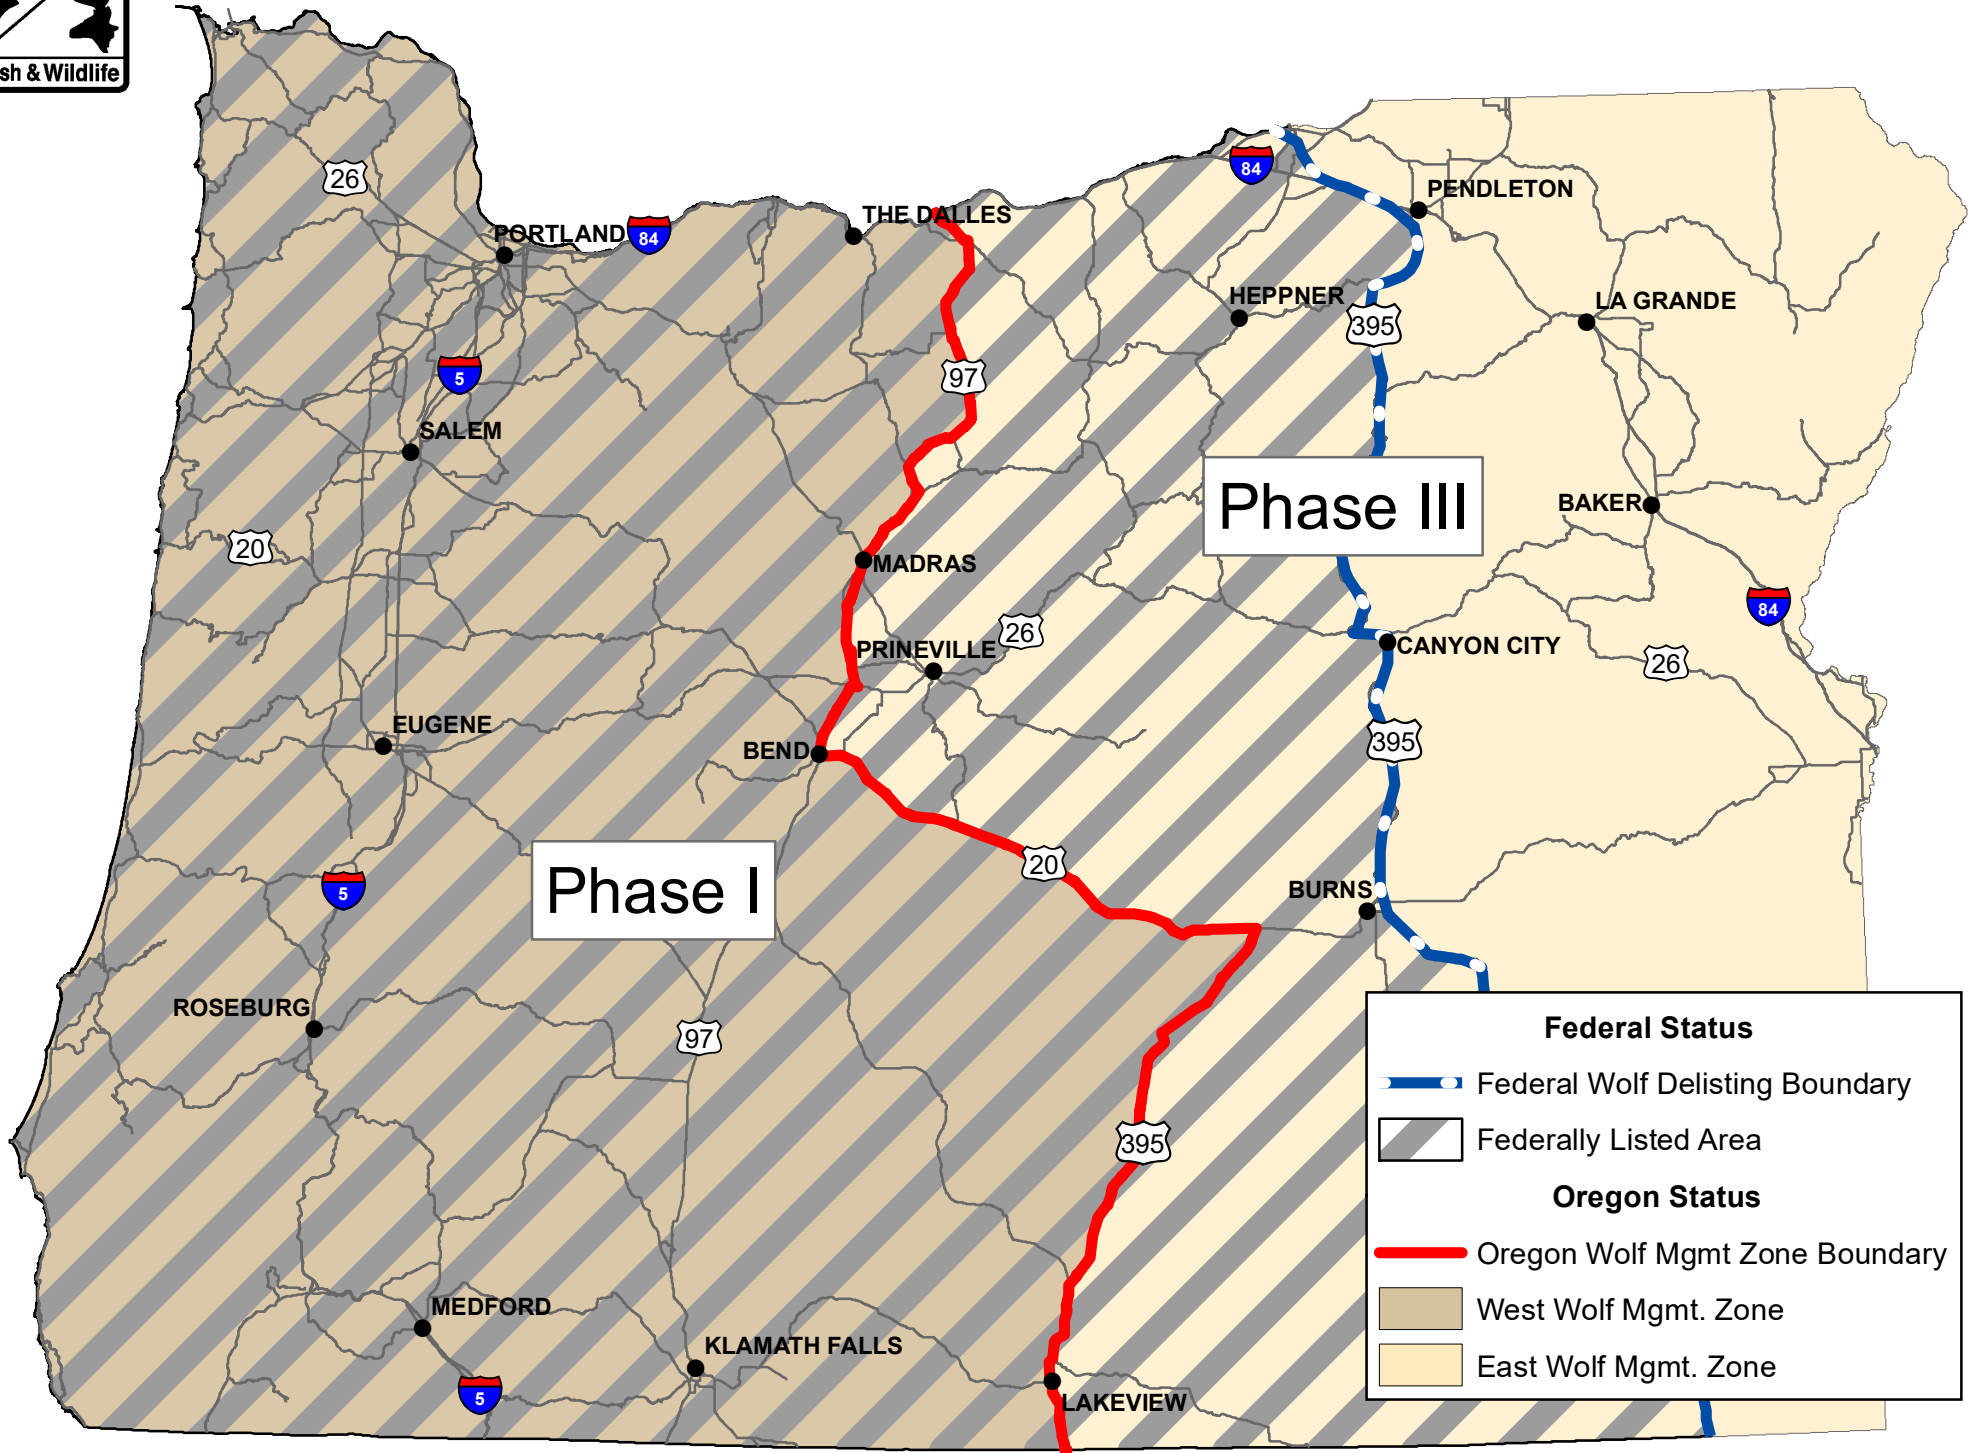 sh & Wildlife
26
84
PENDLETON
84
THE DALLES
PORTLAND
HEPPNER
LA GRANDE
395
97
5
SALEM
Phase III
BAKER
20
MADRAS
84
26
PRINEVILLE
CANYON CITY
26
EUGENE
BEND
395
20
Phase I
5
BURNS
ROSEBURG
97
395
MEDFORD
KLAMATH FALLS
5
LAKEVIEW
Federal Status
Federal Wolf Delisting Boundary
Federally Listed Area
Oregon Status
Oregon Wolf Mgmt Zone Boundary
West Wolf Mgmt. Zone
East Wolf Mgmt. Zone